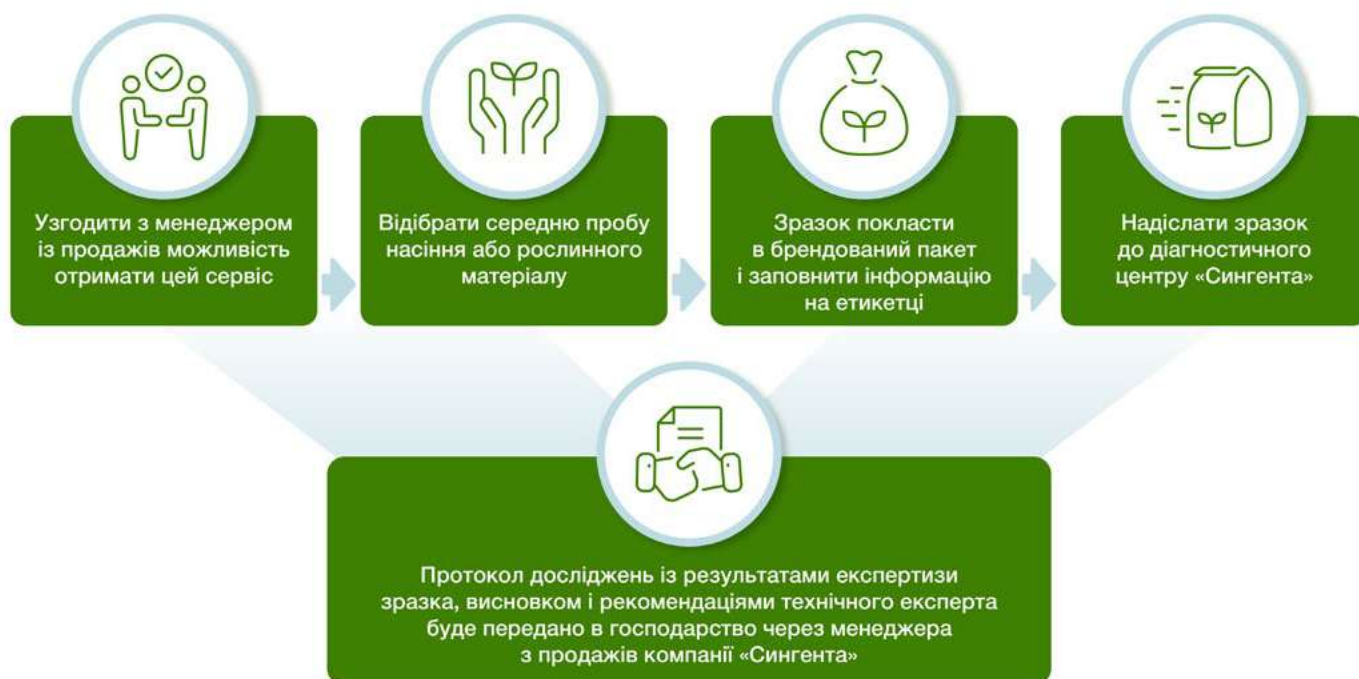 Узгодити з менеджером
із продажів можливість
отримати цей сервіс
Відібрати середню пробу
насіння або рослинного
матеріалу
Зразок покласти
в брендований пакет
і заповнити інформацію
на етикетці
Надіслати зразок
до діагностичного
центру «Сингента»
Протокол досліджень із результатами експертизи
зразка, висновком і рекомендаціями технічного експерта
буде передано в господарство через менеджера
з продажів компанії «Сингента»